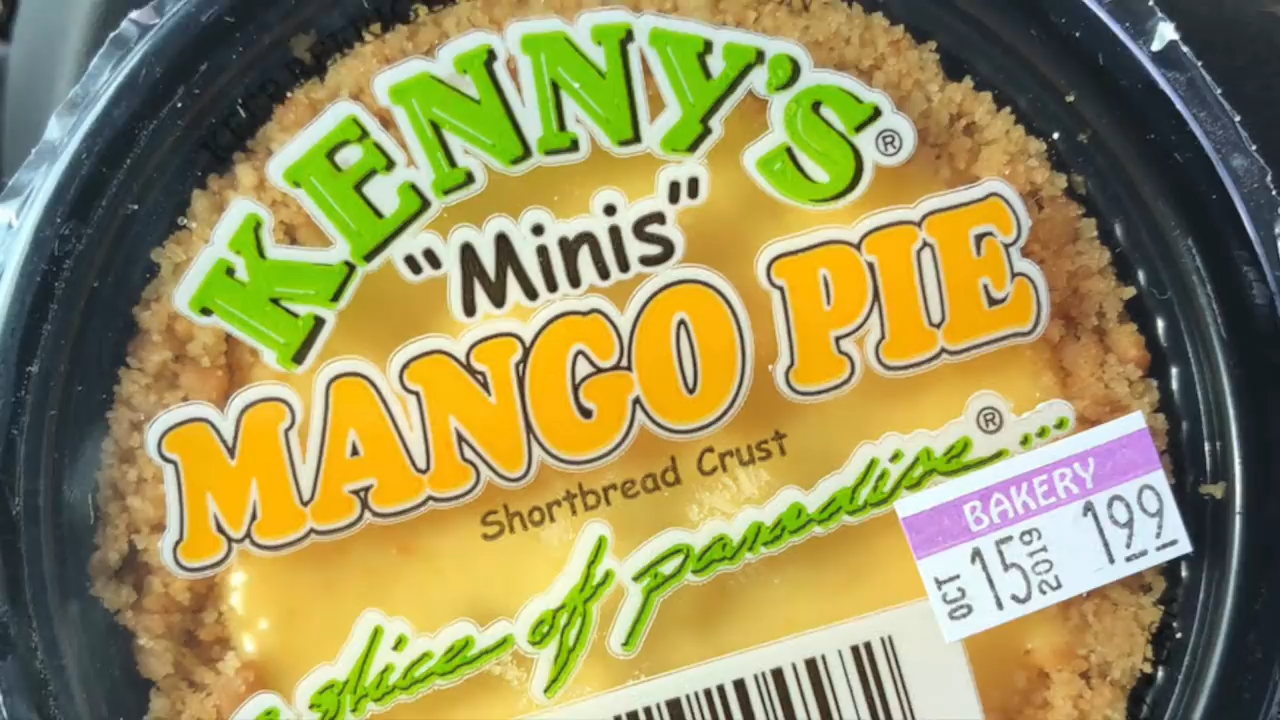 KENNY'S®
"Minis"
MANGO PIE
Shortbread Crust
slice of paradise®...
BAKERY
OCT 15 2019 199